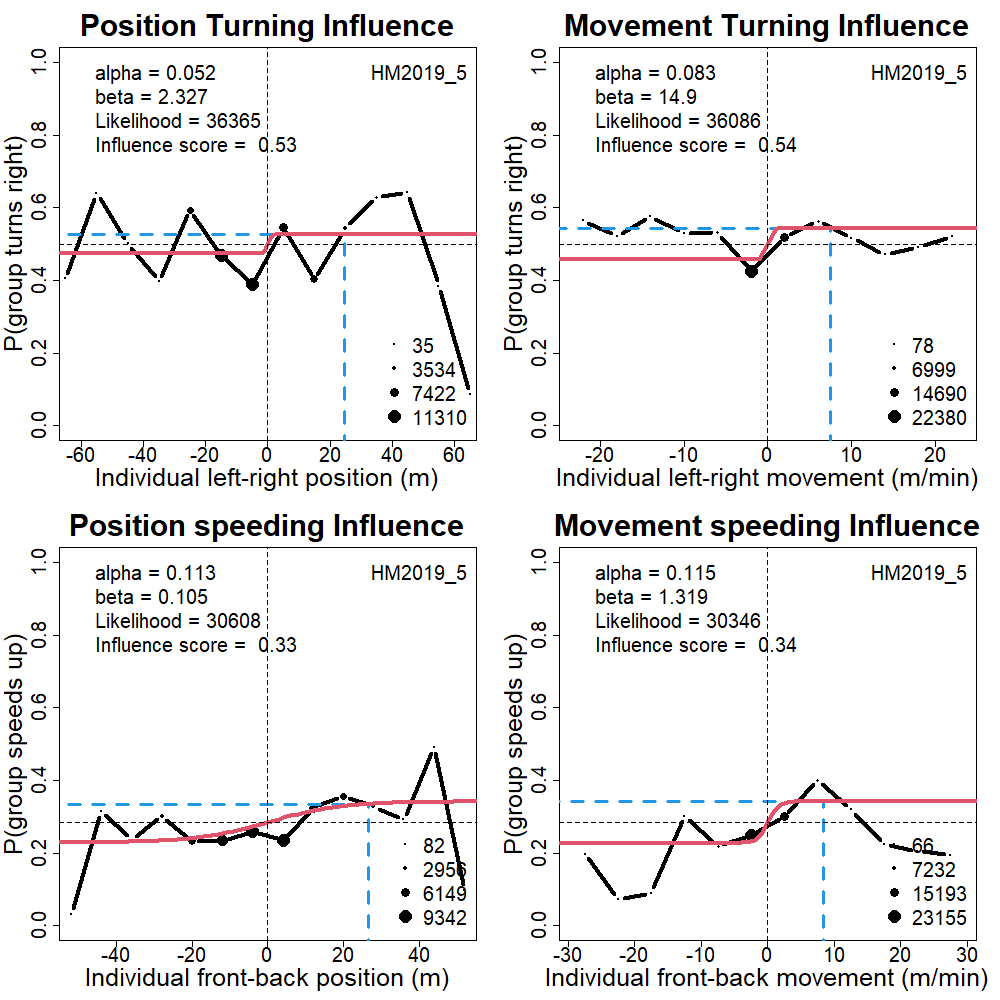 Position Turning Influence
P(group turns right)
1.0
0.8
0.6
0.4
0.2
0.0
alpha = 0.052
beta = 2.327
Likelihood = 36365
Influence score = 0.53
HM2019_5
35
3534
7422
11310
-60 -40 -20 0 20 40 60
Individual left-right position (m)
Movement Turning Influence
P(group turns right)
1.0
0.8
0.6
0.4
0.2
0.0
alpha = 0.083
beta = 14.9
Likelihood = 36086
Influence score = 0.54
HM2019_5
78
6999
14690
22380
-20 -10 0 10 20
Individual left-right movement (m/min)
Position speeding Influence
P(group speeds up)
1.0
0.8
0.6
0.4
0.2
0.0
alpha = 0.113
beta = 0.105
Likelihood = 30608
Influence score = 0.33
HM2019_5
82
2956
6149
9342
-40 -20 0 20 40
Individual front-back position (m)
Movement speeding Influence
P(group speeds up)
1.0
0.8
0.6
0.4
0.2
0.0
alpha = 0.115
beta = 1.319
Likelihood = 30346
Influence score = 0.34
HM2019_5
66
7232
15193
23155
-30 -20 -10 0 10 20 30
Individual front-back movement (m/min)